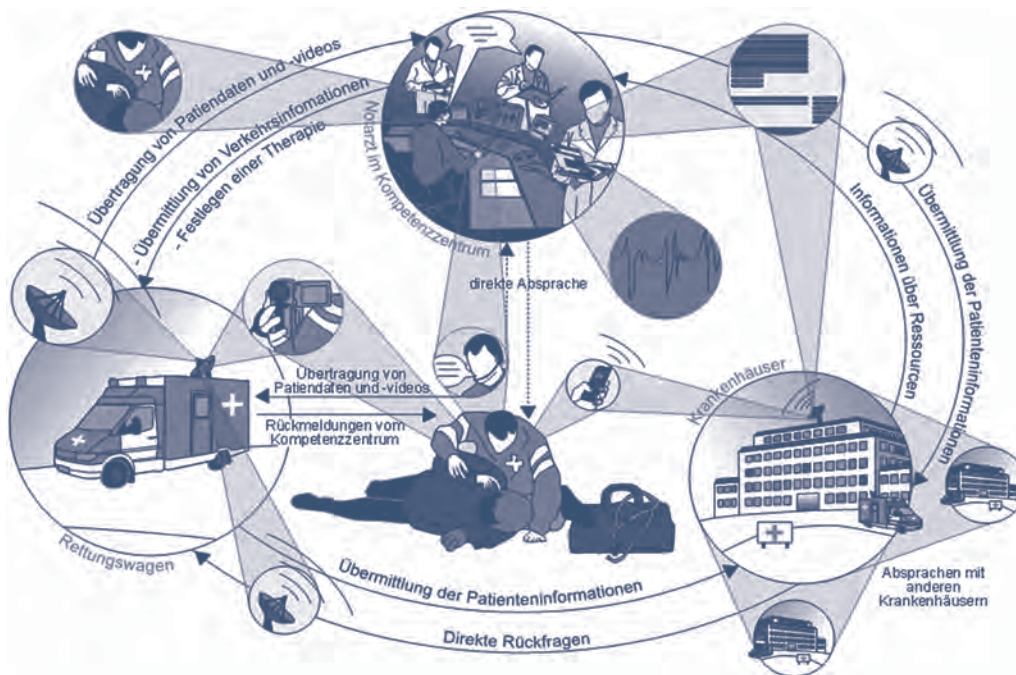 Übertragung von Patiendaten und -videos
- Übermittlung von Verkehrsinfomationen
- Festlegen einer Therapie
Notarzt im Kompetenzzentrum
direkte Absprache
Übermittlung der Patienteninformationen
Informationen über Ressourcen
Übertragung von
Patiendaten und -videos
Rückmeldungen vom
Kompetenzzentrum
Krankenhäuser
Rettungswagen
Übermittlung der Patienteninformationen
Direkte Rückfragen
Absprachen mit
anderen
Krankenhäusern